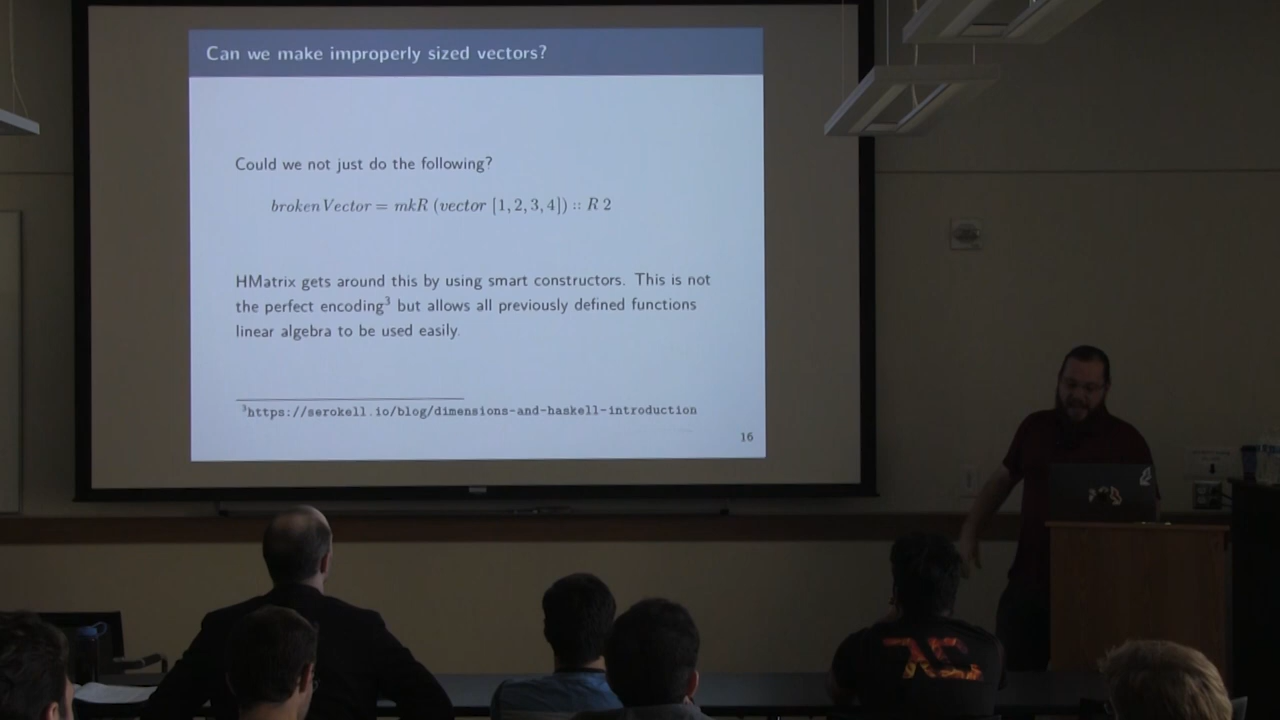 Can we make improperly sized vectors?
Could we not just do the following?
brokenVector = mkR (vector [1, 2, 3, 4]) :: R 2
HMatrix gets around this by using smart constructors. This is not
the perfect encoding³ but allows all previously defined functions
linear algebra to be used easily.
³https://serokell.io/blog/dimensions-and-haskell-introduction
16